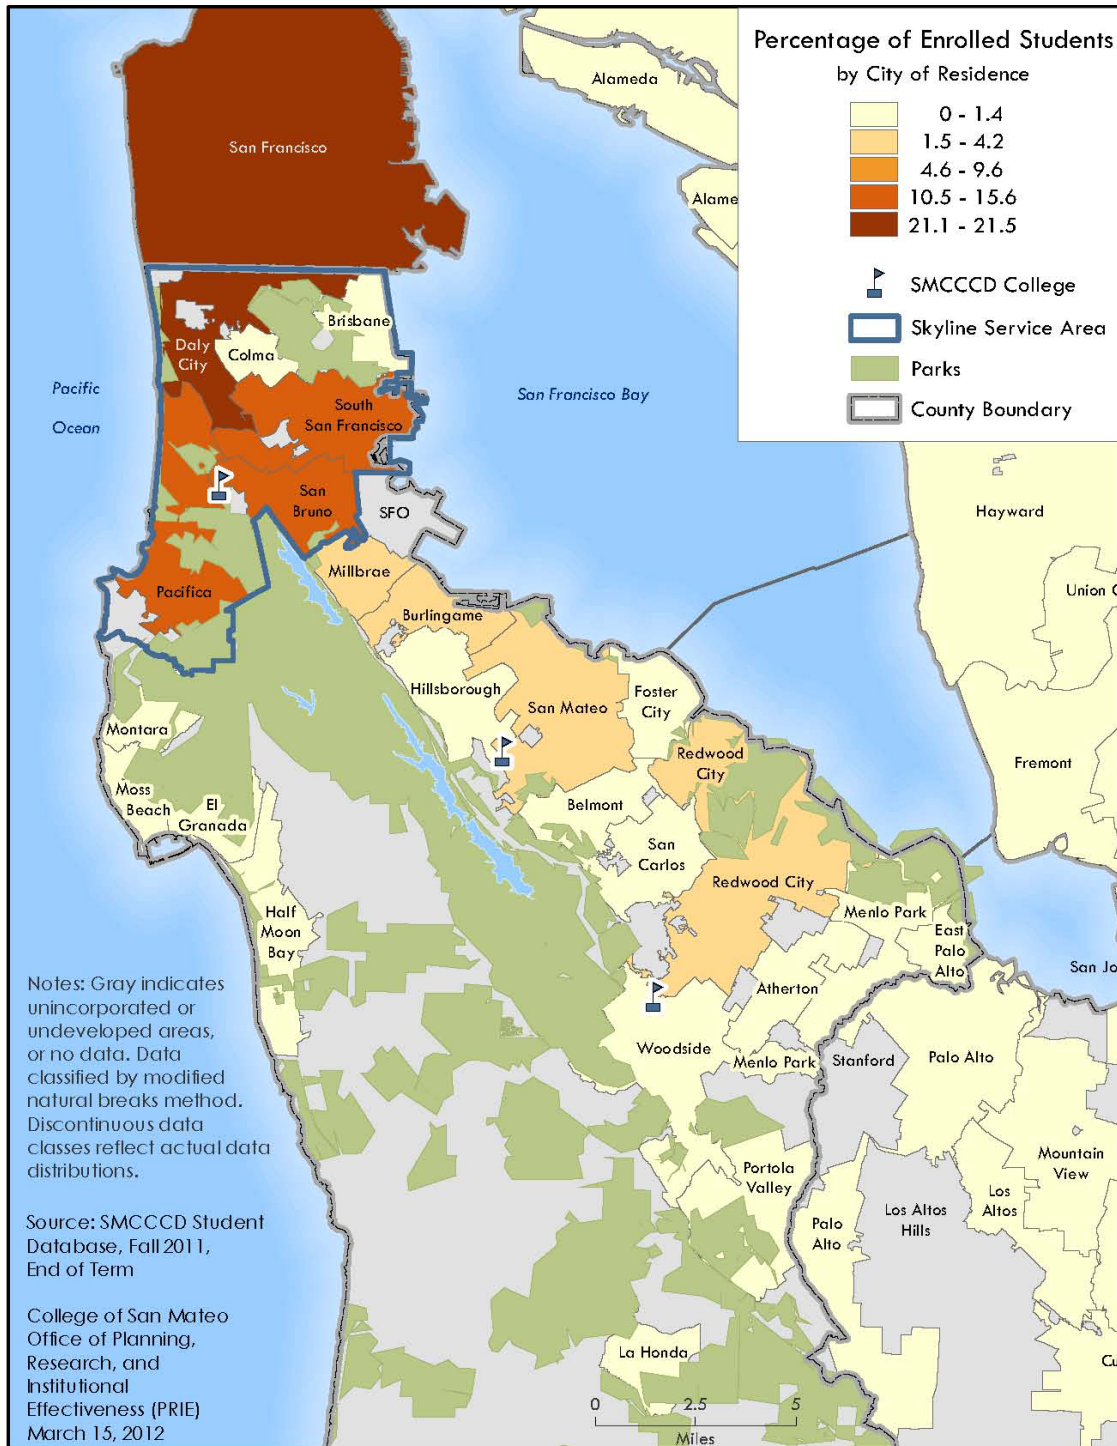 Percentage of Enrolled Students
by City of Residence
0 - 1.4
1.5 - 4.2
4.6 - 9.6
10.5 - 15.6
21.1 - 21.5
SMCCCD College
Skyline Service Area
Parks
County Boundary
Alameda
Alame
San Francisco
Brisbane
Daly
City
Colma
Pacific
Ocean
San Francisco Bay
South
San Francisco
San
Bruno
SFO
Hayward
Millbrae
Pacifica
Union C
Burlingame
Hillsborough
San Mateo
Foster
City
Montara
Redwood
City
Fremont
Moss
Beach
El
Granada
Belmont
San
Carlos
Redwood City
Half
Moon
Bay
Menlo Park
East
Palo
Alto
San Jo
Atherton
Woodside
Menlo Park
Stanford
Palo Alto
Portola
Valley
Mountain
View
Los
Altos
Palo
Alto
Los Altos
Hills
La Honda
Cu
0
2.5
5
Miles
Notes: Gray indicates
unincorporated or
undeveloped areas,
or no data. Data
classified by modified
natural breaks method.
Discontinuous data
classes reflect actual data
distributions.
Source: SMCCCD Student
Database, Fall 2011,
End of Term
College of San Mateo
Office of Planning,
Research, and
Institutional
Effectiveness (PRIE)
March 15, 2012